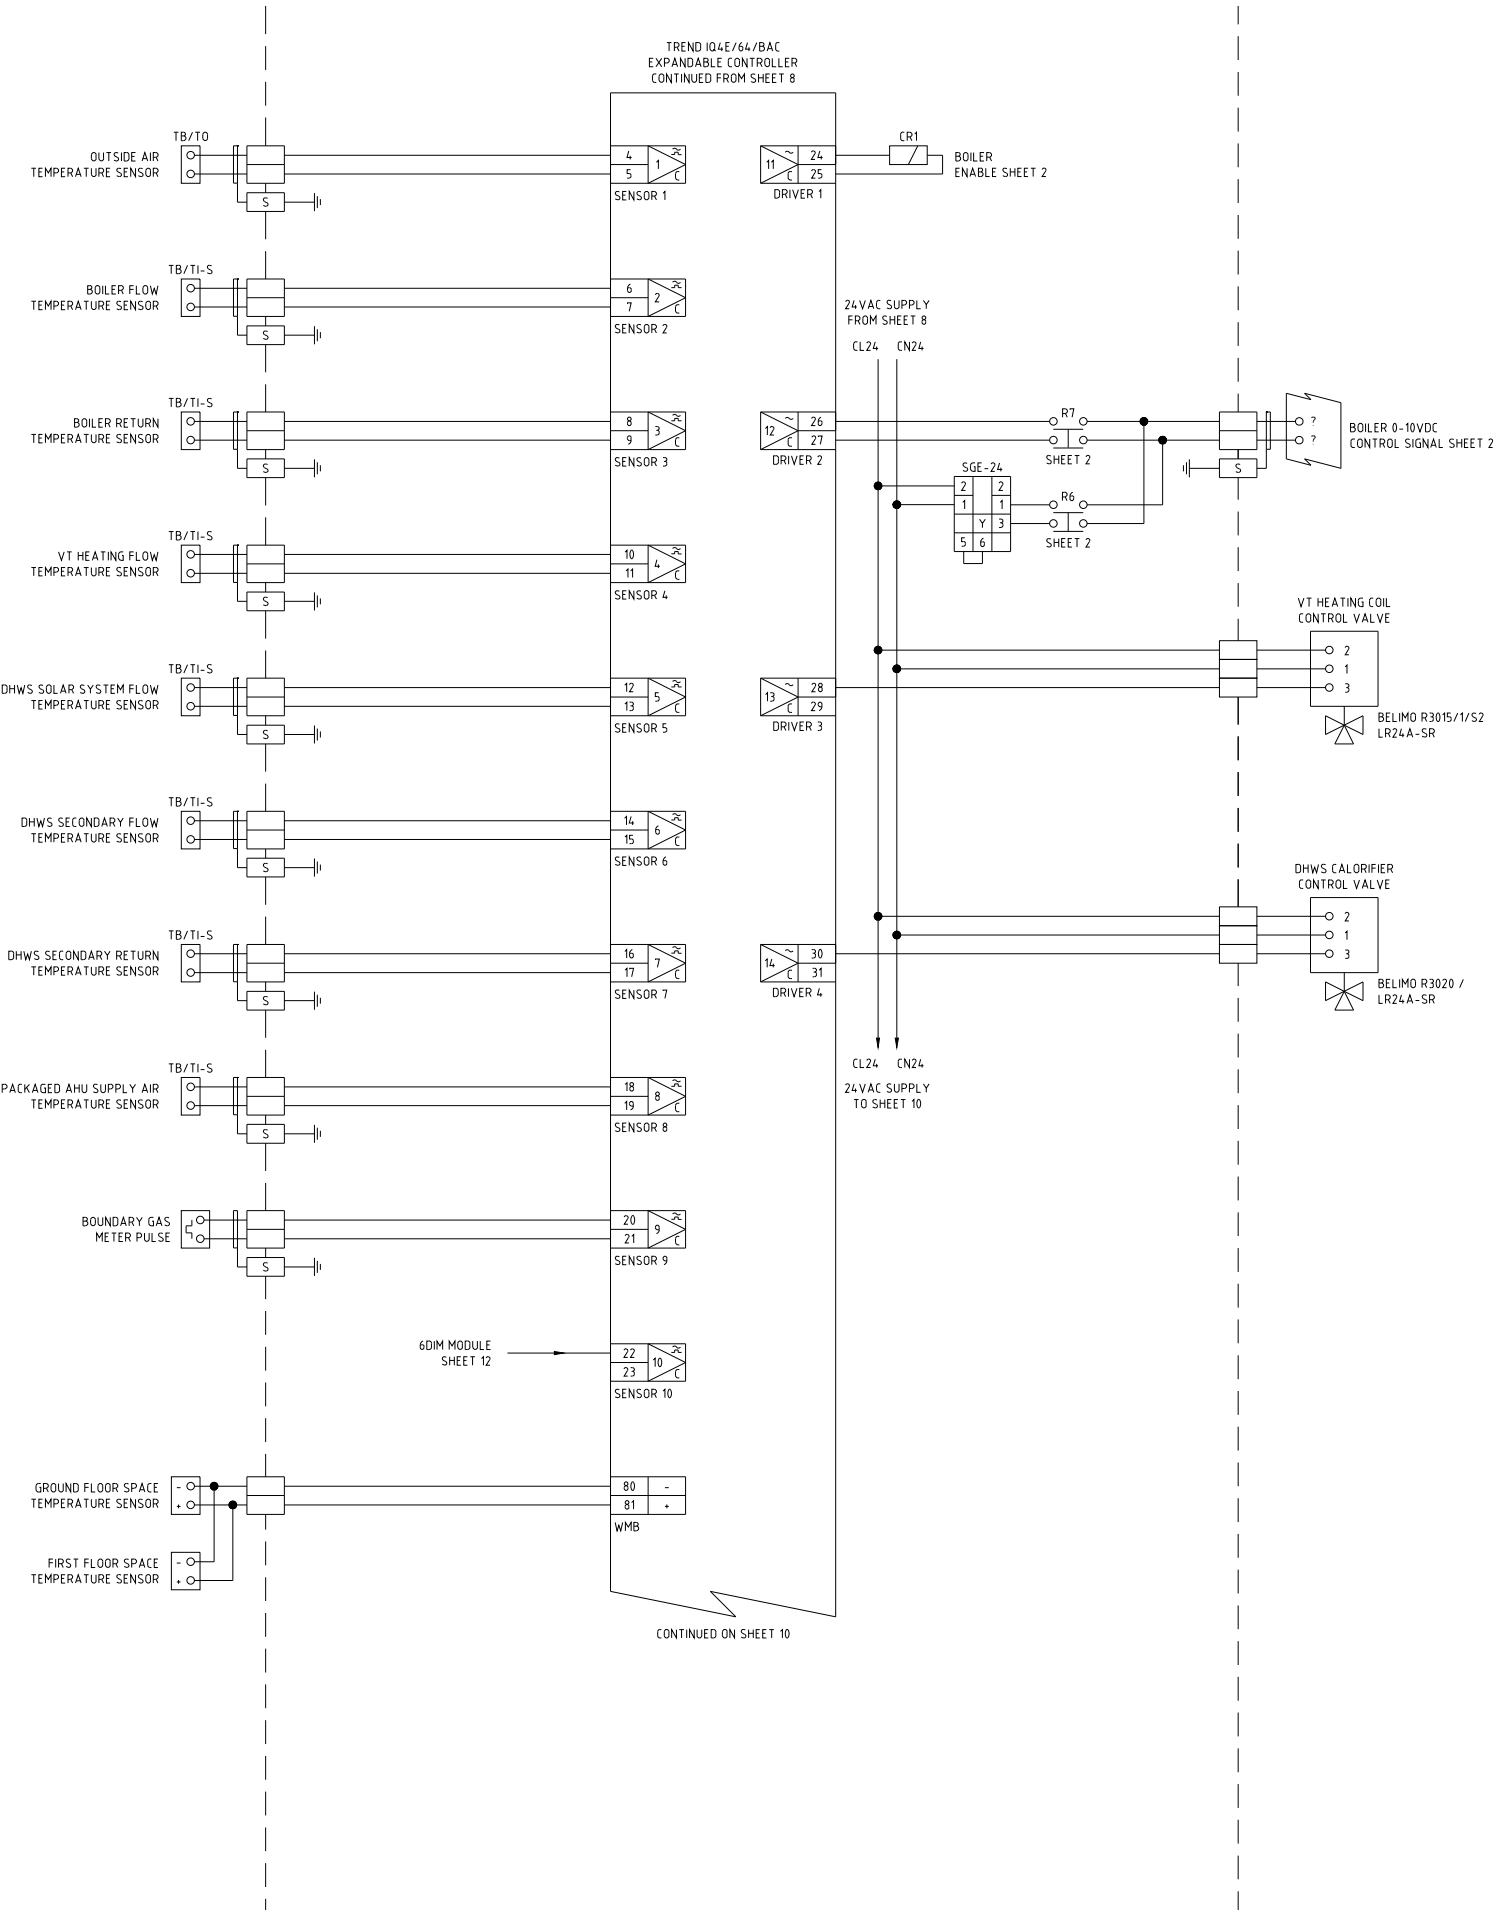 TREND IQ4E/64/BAC
EXPANDABLE CONTROLLER
CONTINUED FROM SHEET 8
TB/TO
OUTSIDE AIR
TEMPERATURE SENSOR
S
4
5
1
C
SENSOR 1
11
C
24
25
DRIVER 1
CR1
BOILER
ENABLE SHEET 2
TB/TI-S
BOILER FLOW
TEMPERATURE SENSOR
S
6
7
2
C
SENSOR 2
24VAC SUPPLY
FROM SHEET 8
CL24 CN24
TB/TI-S
BOILER RETURN
TEMPERATURE SENSOR
S
8
9
3
C
SENSOR 3
12
C
26
27
DRIVER 2
R7
SHEET 2
S
?
?
BOILER 0-10VDC
CONTROL SIGNAL SHEET 2
SGE-24
2 2
1 1
Y 3
5 6
R6
SHEET 2
TB/TI-S
VT HEATING FLOW
TEMPERATURE SENSOR
S
10
11
4
C
SENSOR 4
VT HEATING COIL
CONTROL VALVE
2
1
3
BELIMO R3015/1/S2
LR24A-SR
TB/TI-S
DHWS SOLAR SYSTEM FLOW
TEMPERATURE SENSOR
S
12
13
5
C
SENSOR 5
13
C
28
29
DRIVER 3
TB/TI-S
DHWS SECONDARY FLOW
TEMPERATURE SENSOR
S
14
15
6
C
SENSOR 6
DHWS CALORIFIER
CONTROL VALVE
2
1
3
BELIMO R3020 /
LR24A-SR
TB/TI-S
DHWS SECONDARY RETURN
TEMPERATURE SENSOR
S
16
17
7
C
SENSOR 7
14
C
30
31
DRIVER 4
CL24 CN24
24VAC SUPPLY
TO SHEET 10
TB/TI-S
PACKAGED AHU SUPPLY AIR
TEMPERATURE SENSOR
S
18
19
8
C
SENSOR 8
BOUNDARY GAS
METER PULSE
S
20
21
9
C
SENSOR 9
6DIM MODULE
SHEET 12
22
23
10
C
SENSOR 10
GROUND FLOOR SPACE
TEMPERATURE SENSOR
-
+
80 -
81 +
WMB
FIRST FLOOR SPACE
TEMPERATURE SENSOR
-
+
CONTINUED ON SHEET 10